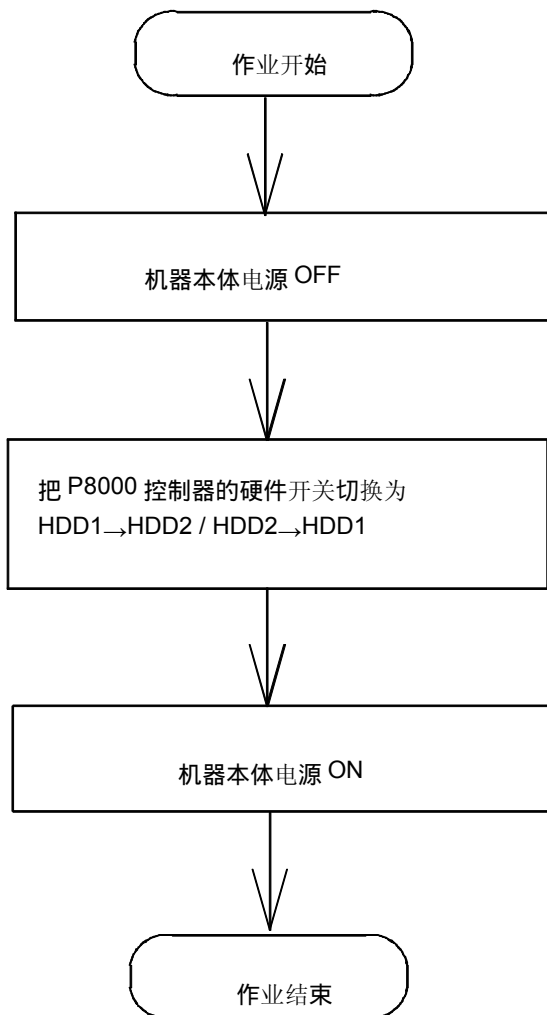 作业开始
机器本体电源 OFF
把 P8000 控制器的硬件开关切换为
HDD1→HDD2 / HDD2→HDD1
机器本体电源 ON
作业结束